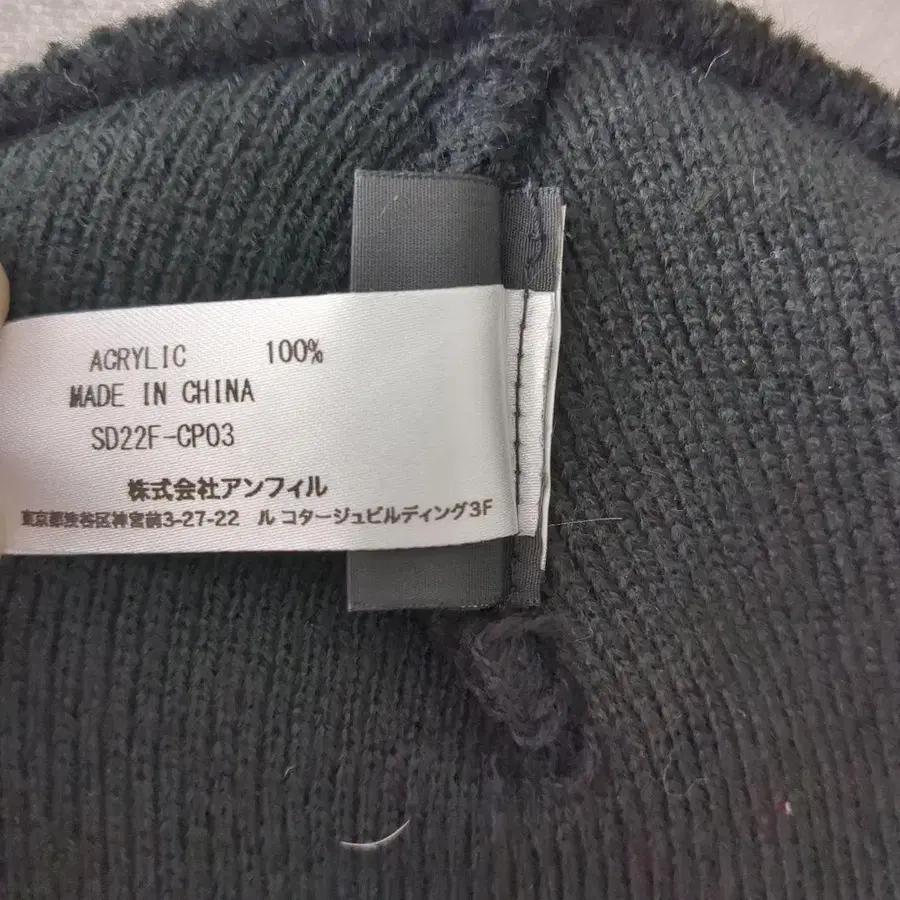 ACRYLIC 100%
MADE IN CHINA
SD22F-CP03
株式会社アンフィル
東京都渋谷区神宮前3-27-22 ル コタージュビルディング3F